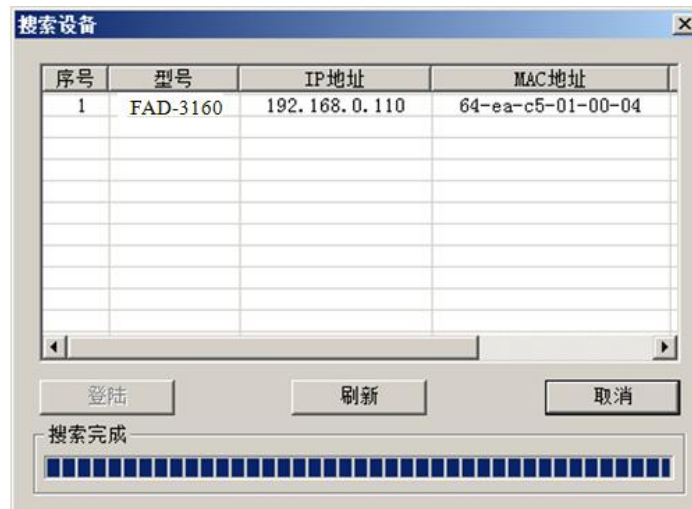 搜索设备
序号 型号 IP地址 MAC地址
1 FAD-3160 192.168.0.110 64-ea-c5-01-00-04
登陆 刷新 取消
搜索完成